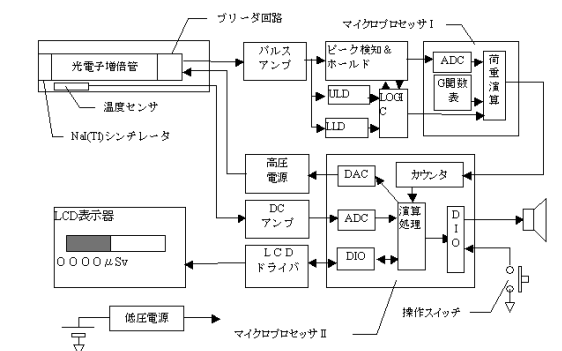 ブリーダ回路
マイクロプロセッサⅠ
光電子増倍管
パルス
アンプ
ピーク検知&
ホールド
ADC
荷重演算
G関数
表
ULD
LOGI
C
LLD
温度センサ
NaI(Tl)シンチレータ
高圧
電源
DAC
カウンタ
LCD表示器
DC
アンプ
ADC
演算
処理
DIO
0000μSv
LCD
ドライバ
DIO
操作スイッチ
低圧電源
マイクロプロセッサⅡ